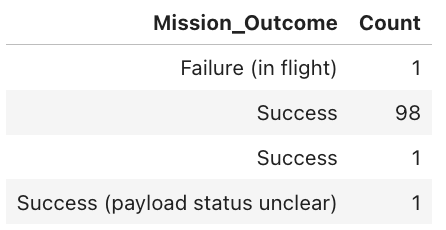 Mission_Outcome Count
Failure (in flight) 1
Success 98
Success 1
Success (payload status unclear) 1